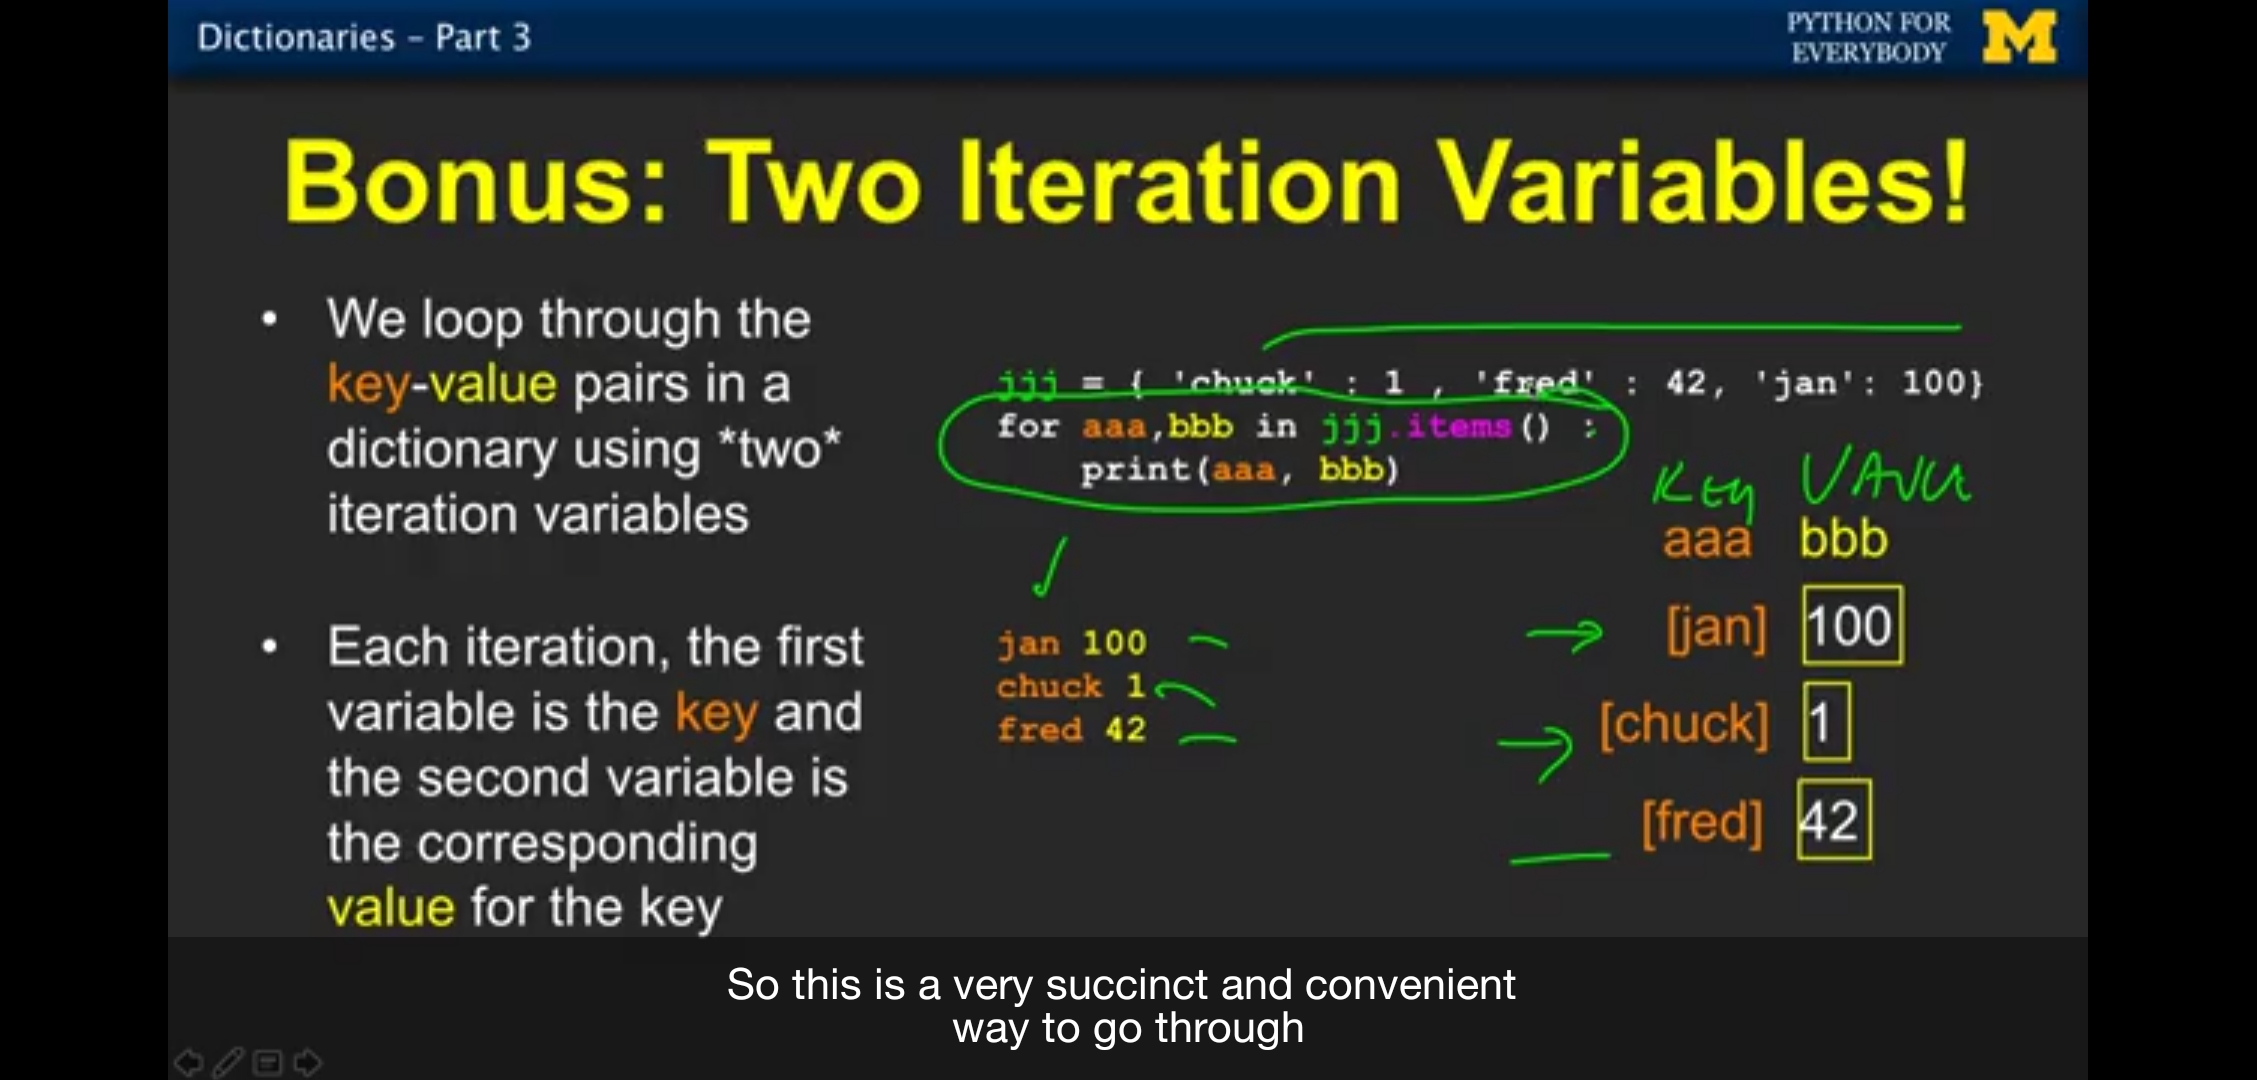 Dictionaries - Part 3
PYTHON FOR
EVERYBODY
M
Bonus: Two Iteration Variables!
• We loop through the
key-value pairs in a
dictionary using *two*
iteration variables
• Each iteration, the first
variable is the key and
the second variable is
the corresponding
value for the key
jjj = { 'chuck' : 1 , 'fred' : 42, 'jan': 100}
for aaa,bbb in jjj.items() :
print(aaa, bbb)
jan 100
chuck 1
fred 42
Key VALUE
aaa bbb
[jan] 100
[chuck] 1
[fred] 42
So this is a very succinct and convenient
way to go through